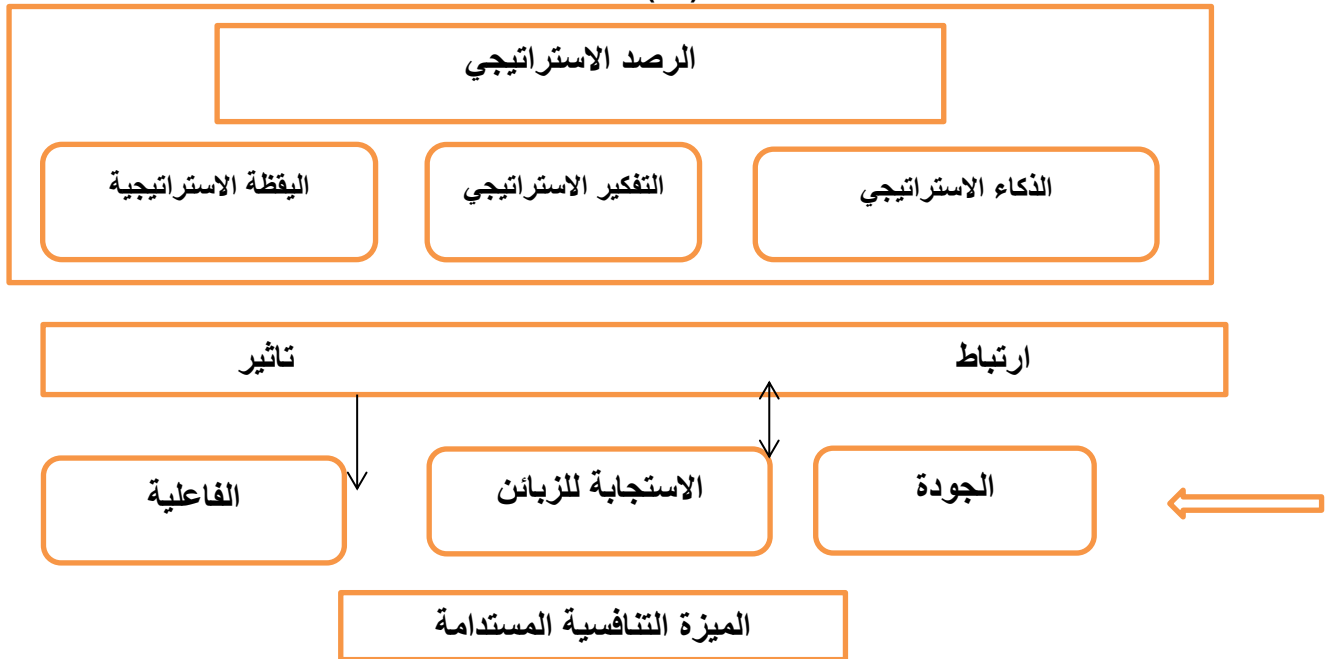 الرصد الاستراتيجي
الذكاء الاستراتيجي
التفكير الاستراتيجي
اليقظة الاستراتيجية
ارتباط
تاثير
الجودة
الاستجابة للزبائن
الفاعلية
الميزة التنافسية المستدامة